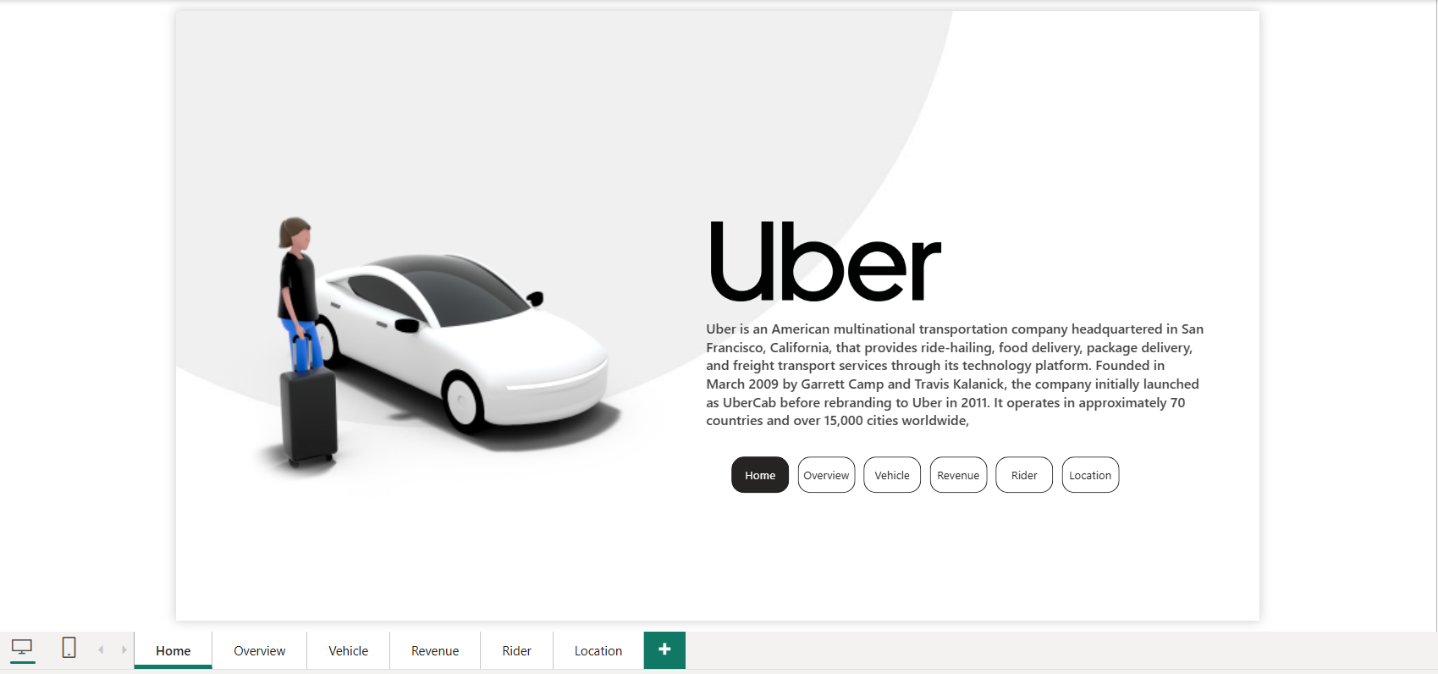 Uber
Uber is an American multinational transportation company headquartered in San
Francisco, California, that provides ride-hailing, food delivery, package delivery,
and freight transport services through its technology platform. Founded in
March 2009 by Garrett Camp and Travis Kalanick, the company initially launched
as UberCab before rebranding to Uber in 2011. It operates in approximately 70
countries and over 15,000 cities worldwide,
Home Overview Vehicle Revenue Rider Location
Home Overview Vehicle Revenue Rider Location +